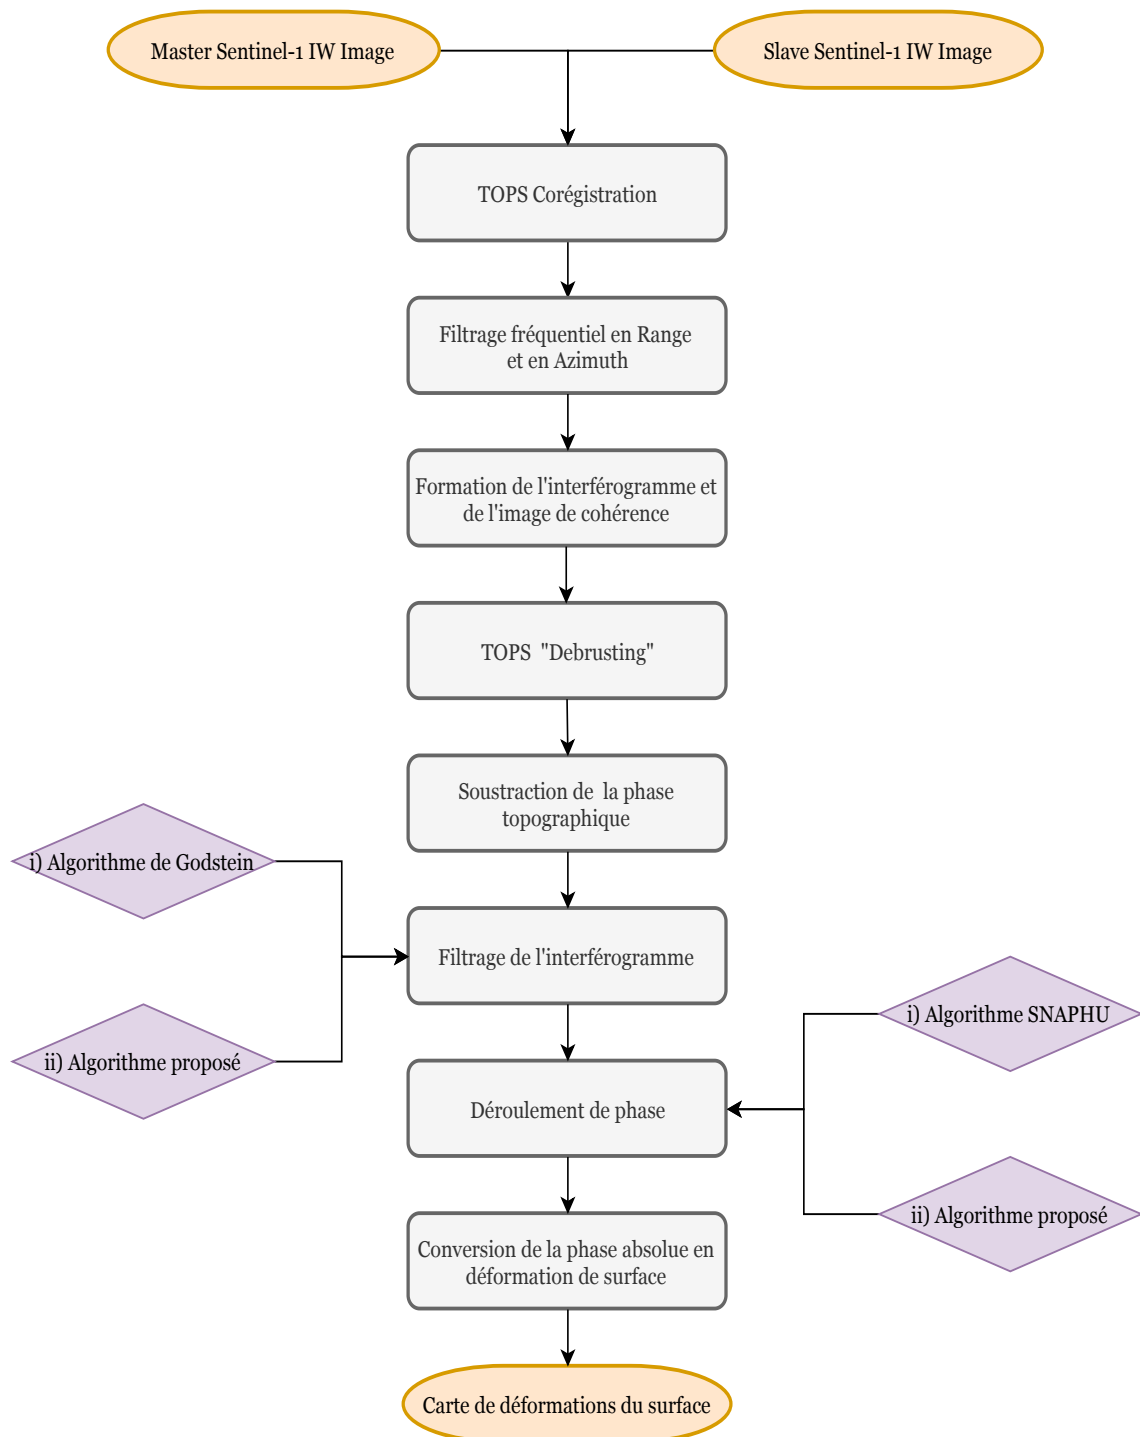 Master Sentinel-1 IW Image
Slave Sentinel-1 IW Image
TOPS Corégistration
Filtrage fréquentiel en Range
et en Azimuth
Formation de l'interférogramme et
de l'image de cohérence
TOPS "Debrusting"
Soustraction de la phase
topographique
i) Algorithme de Godstein
Filtrage de l'interférogramme
i) Algorithme SNAPHU
ii) Algorithme proposé
Déroulement de phase
ii) Algorithme proposé
Conversion de la phase absolue en
déformation de surface
Carte de déformations du surface